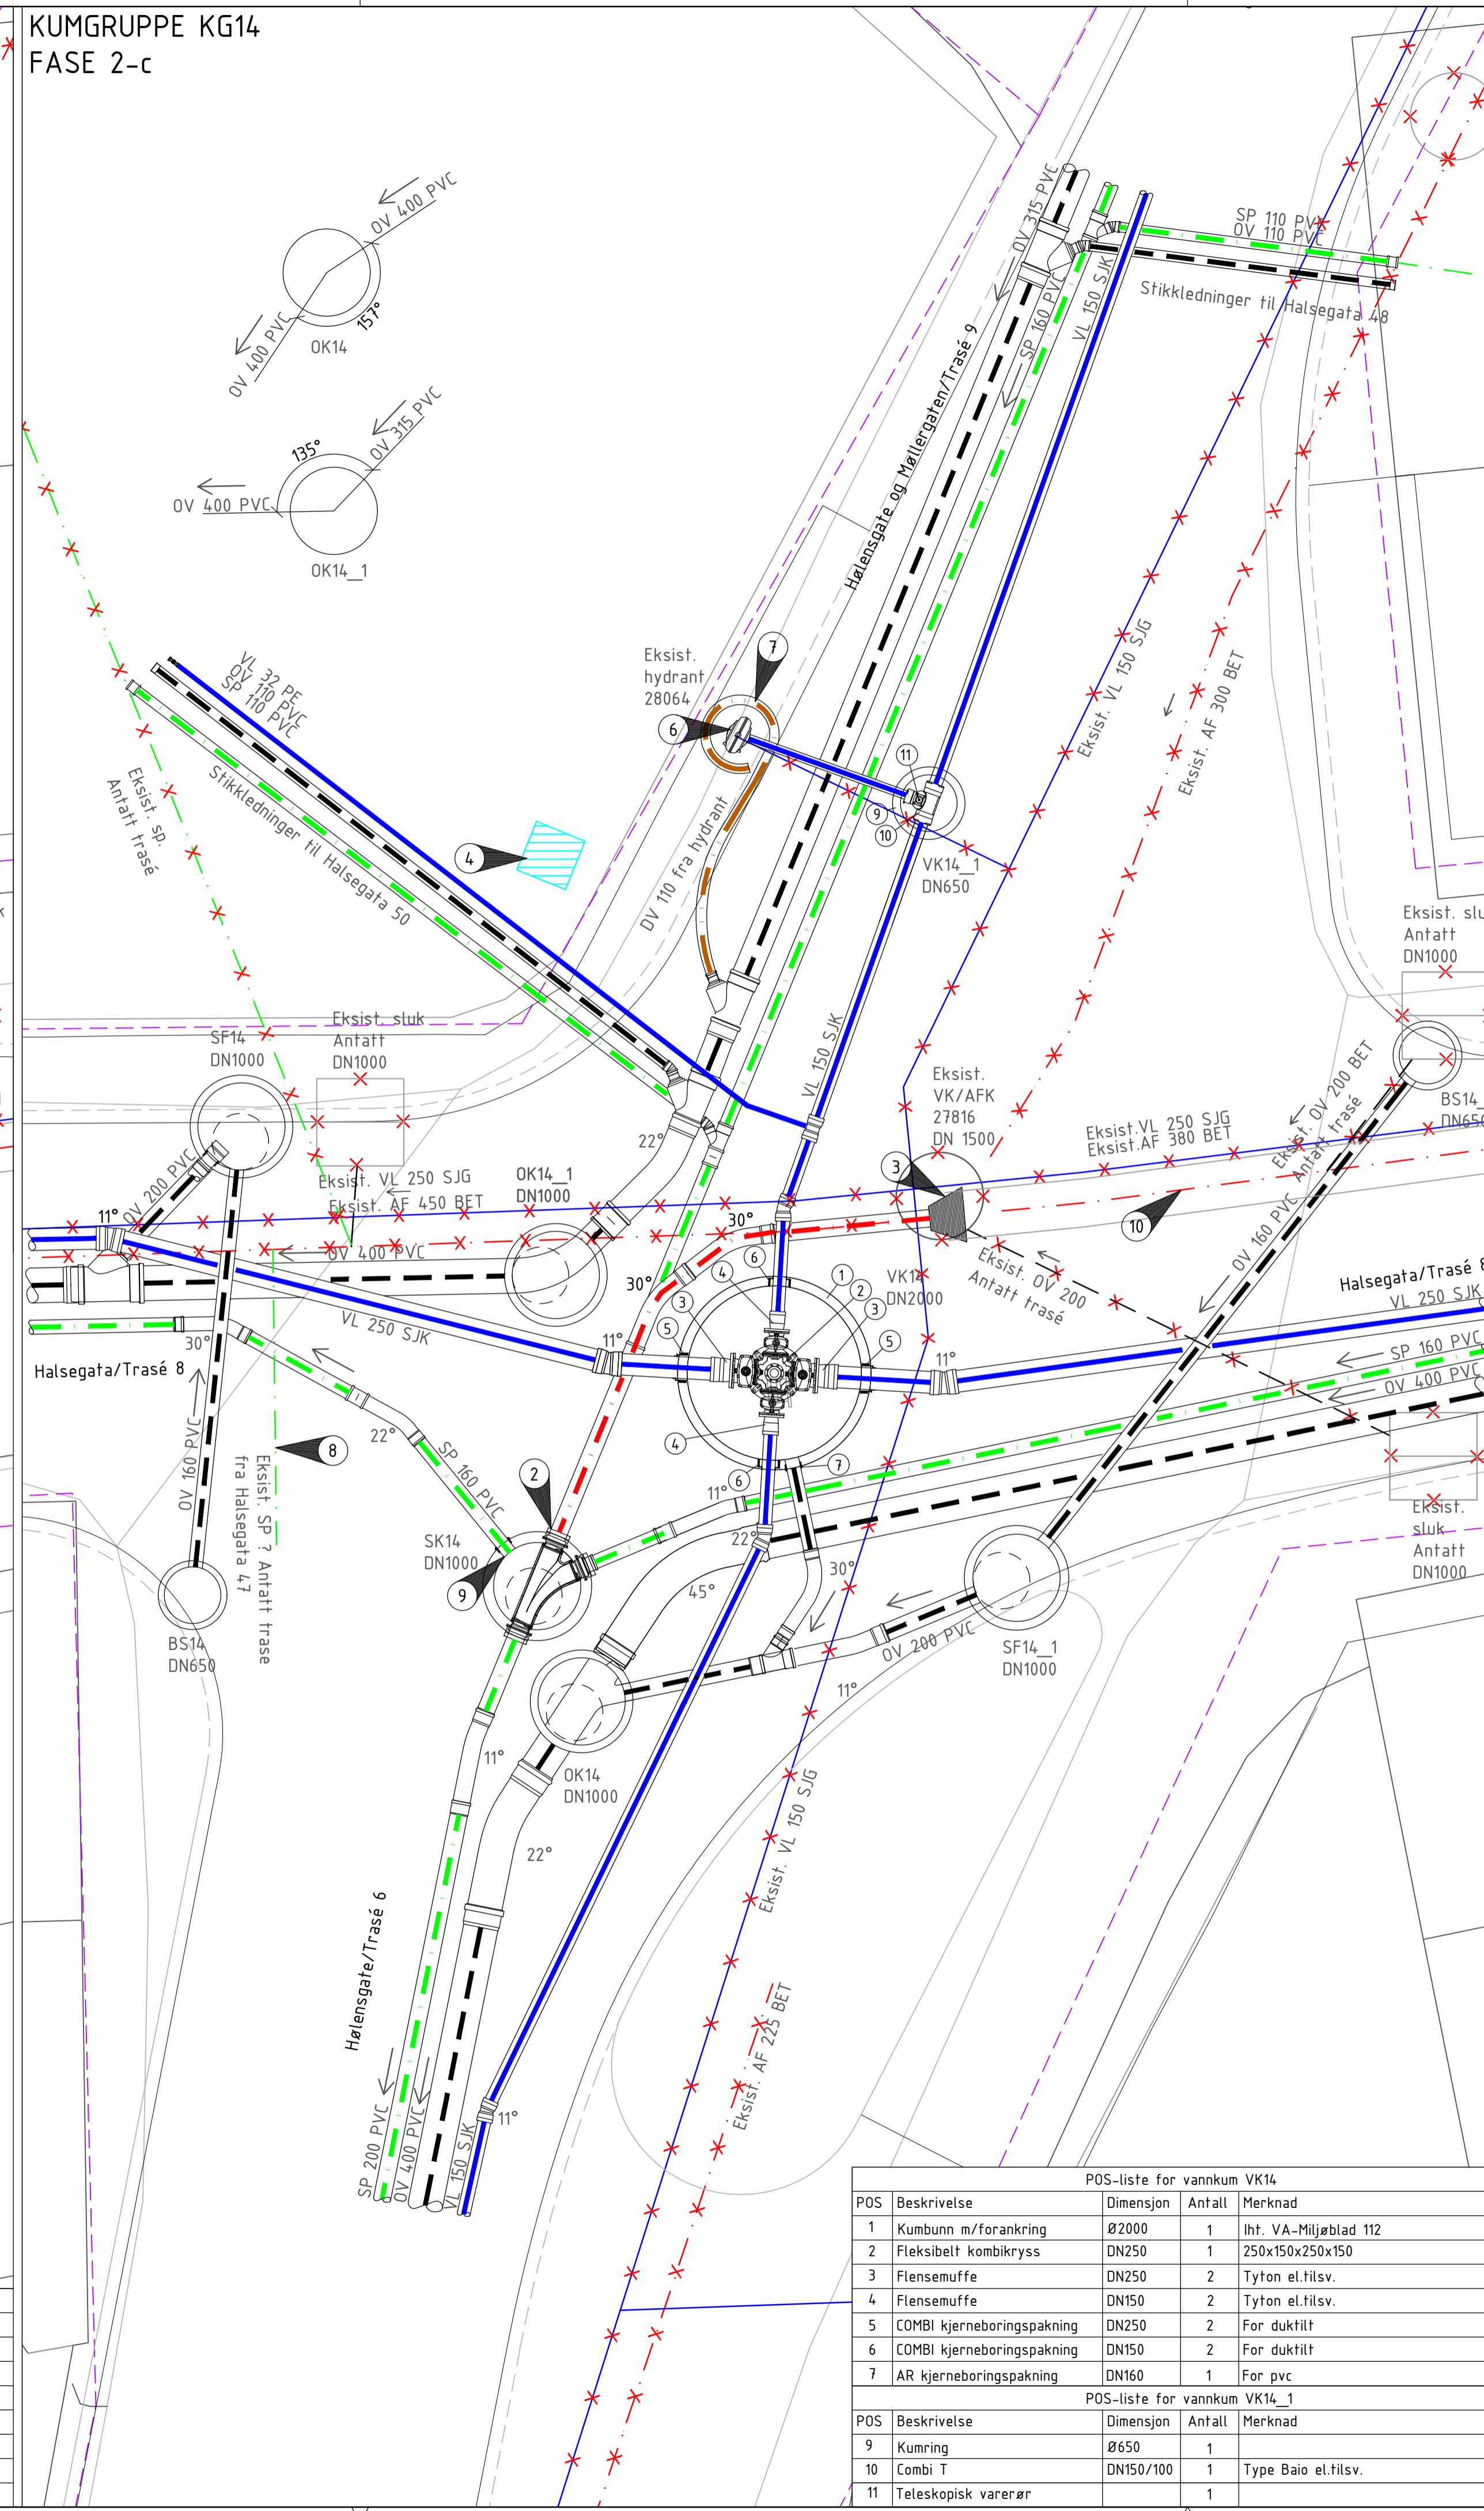 KUMGRUPPE KG14
FASE 2-c
OV 400 PVC
OV 400 PVC
157°
OK14
135°
OV 315 PVC
OV 400 PVC
OK14_1
OV 315 PVC
SP 110 PVC
OV 110 PVC
SP 160 PVC
VL 150 SJK
Stikkledninger til Halsegata 48
Hølensgate og Møllergaten/Trasé 9
VL 32 PE
OV 110 PVC
SP 110 PVC
Eksist.
hydrant
28064
7
6
Eksist. VL 150 SJG
Eksist. AF 300 BET
Eksist. sp.
Antatt trasé
Stikkledninger til Halsegata 50
4
DV 110 fra hydrant
11
9
10
VK14_1
DN650
Eksist. slu
Antatt
DN1000
SF14
DN1000
Eksist. sluk
Antatt
DN1000
VL 150 SJK
Eksist.
VK/AFK
27816
DN 1500
Eksist.VL 250 SJG
Eksist.AF 380 BET
Eksist. OV 200 BET
Antatt trasé
BS14_
DN650
22°
OK14_1
DN1000
3
Eksist. VL 250 SJG
Eksist. AF 450 BET
OV 200 PVC
11°
OV 400 PVC
30°
30°
10
Eksist. OV 200
Antatt trasé
OV 160 PVC
6
1
4
2
3
3
5
5
VK14
DN2000
Halsegata/Trasé 8
VL 250 SJK
SP 160 PVC
OV 400 PVC
VL 250 SJK
11°
11°
30°
Halsegata/Trasé 8
OV 160 PVC
22°
8
SP 160 PVC
Eksist. SP ? Antatt trase
fra Halsegata 47
4
6
7
2
11°
22°
SK14
DN1000
9
45°
30°
Eksist.
sluk
Antatt
DN1000
BS14
DN650
OV 200 PVC
SF14_1
DN1000
11°
11°
OK14
DN1000
22°
Eksist. VL 150 SJG
Hølensgate/Trasé 6
Eksist. AF 225 BET
SP 200 PVC
OV 400 PVC
VL 150 SJK
11°
POS-liste for vannkum VK14
POS Beskrivelse Dimensjon Antall Merknad
1 Kumbunn m/forankring Ø2000 1 Iht. VA-Miljøblad 112
2 Fleksibelt kombikryss DN250 1 250x150x250x150
3 Flensemuffe DN250 2 Tyton el.tilsv.
4 Flensemuffe DN150 2 Tyton el.tilsv.
5 COMBI kjerneboringspakning DN250 2 For duktilt
6 COMBI kjerneboringspakning DN150 2 For duktilt
7 AR kjerneboringspakning DN160 1 For pvc
POS-liste for vannkum VK14_1
POS Beskrivelse Dimensjon Antall Merknad
9 Kumring Ø650 1
10 Combi T DN150/100 1 Type Baio el.tilsv.
11 Teleskopisk varerør 1